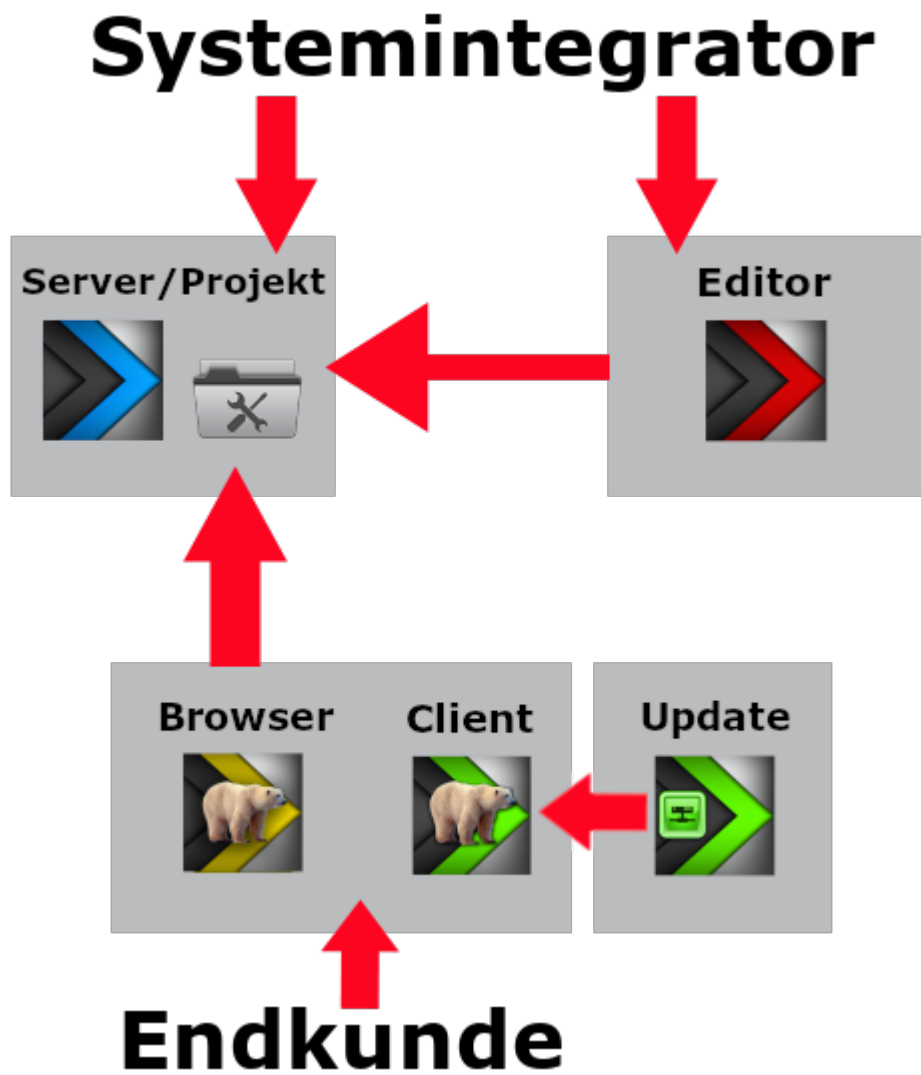 Systemintegrator
Server/Projekt
Editor
Browser
Client
Update
Endkunde